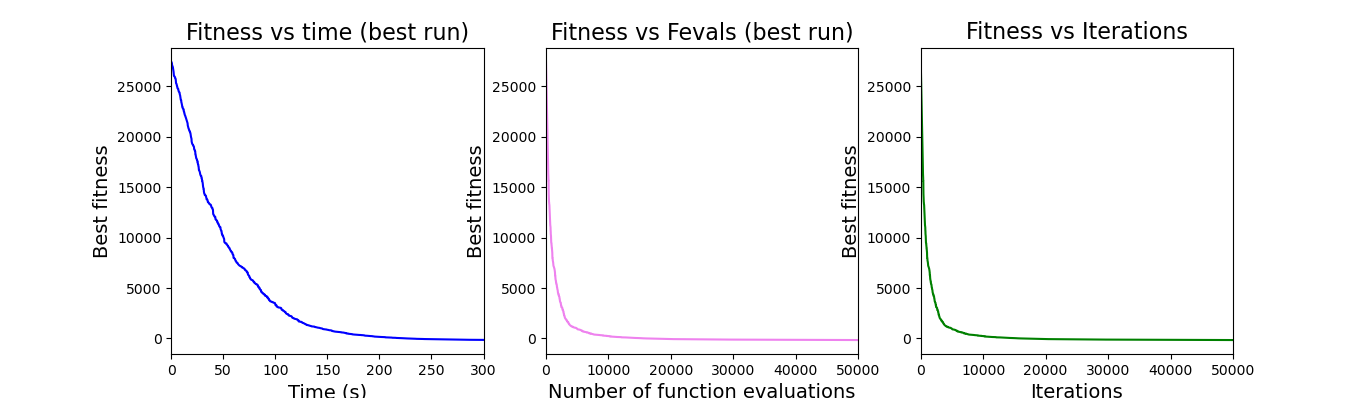 Fitness vs time (best run)
Best fitness
25000
20000
15000
10000
5000
0
0 50 100 150 200 250 300
Time (s)
Fitness vs Fevals (best run)
Best fitness
25000
20000
15000
10000
5000
0
0 10000 20000 30000 40000 50000
Number of function evaluations
Fitness vs Iterations
Best fitness
25000
20000
15000
10000
5000
0
0 10000 20000 30000 40000 50000
Iterations